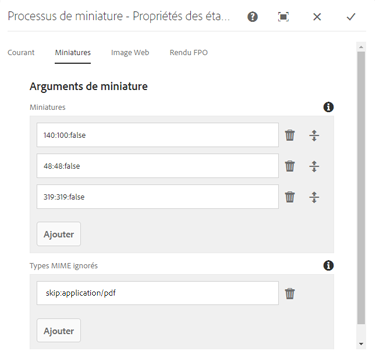 Processus de miniature - Propriétés des éta...
Courant Miniatures Image Web Rendu FPO
Arguments de miniature
Miniatures
140:100:false
48:48:false
319:319:false
Ajouter
Types MIME ignorés
skip:application/pdf
Ajouter